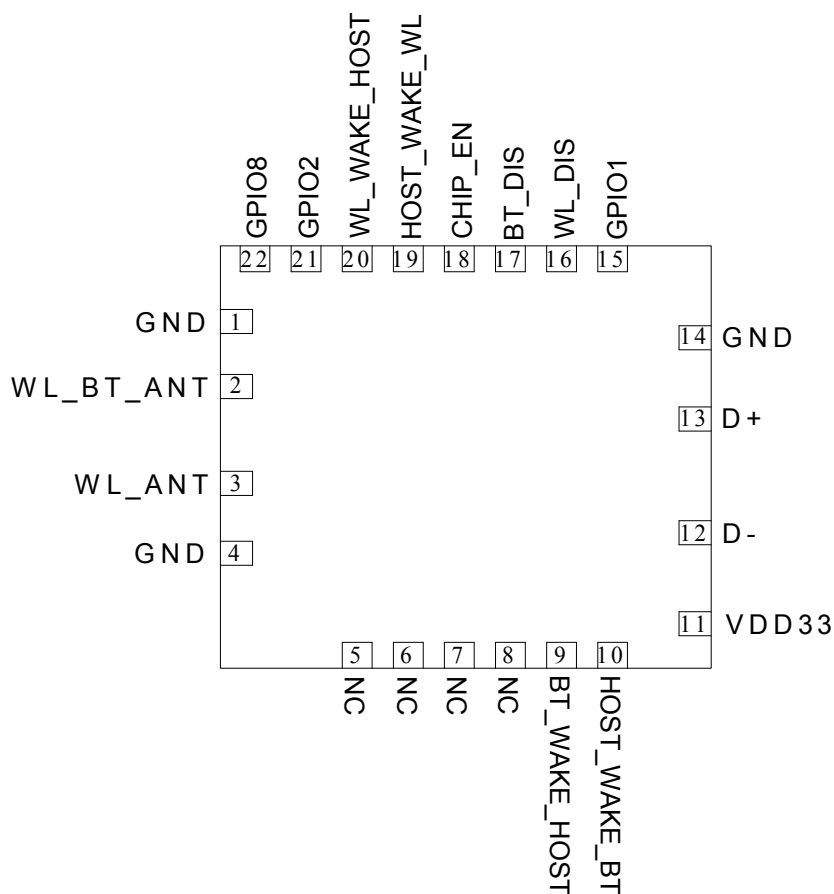 GPIO8
GPIO2
WL_WAKE_HOST
HOST_WAKE_WL
CHIP_EN
BT_DIS
WL_DIS
GPIO1
22
21
20
19
18
17
16
15
GND
1
WL_BT_ANT
2
WL_ANT
3
GND
4
14
GND
13
D+
12
D-
11
VDD33
5
6
7
8
9
10
NC
NC
NC
NC
BT_WAKE_HOST
HOST_WAKE_BT